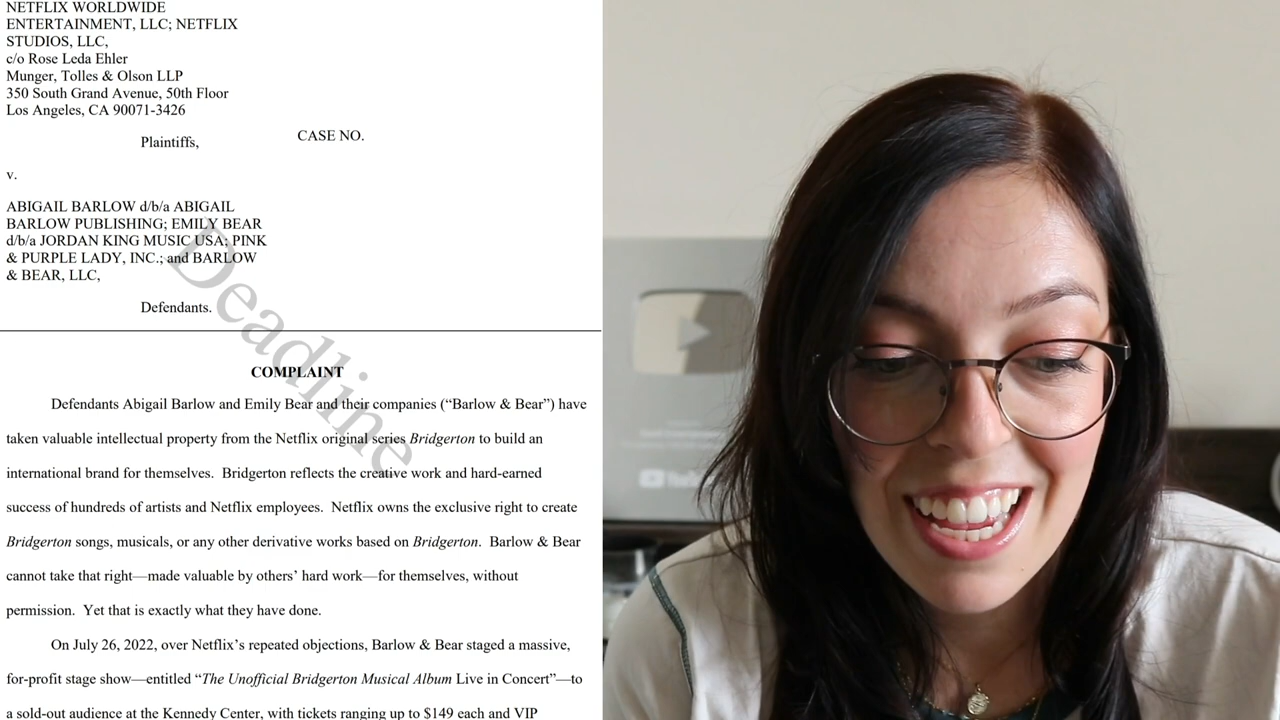 NETFLIX WORLDWIDE
ENTERTAINMENT, LLC; NETFLIX
STUDIOS, LLC,
c/o Rose Leda Ehler
Munger, Tolles & Olson LLP
350 South Grand Avenue, 50th Floor
Los Angeles, CA 90071-3426
Plaintiffs,
CASE NO.
v.
ABIGAIL BARLOW d/b/a ABIGAIL
BARLOW PUBLISHING; EMILY BEAR
d/b/a JORDAN KING MUSIC USA; PINK
& PURPLE LADY, INC.; and BARLOW
& BEAR, LLC,
Defendants.
Deadline
COMPLAINT
Defendants Abigail Barlow and Emily Bear and their companies (“Barlow & Bear”) have
taken valuable intellectual property from the Netflix original series Bridgerton to build an
international brand for themselves.  Bridgerton reflects the creative work and hard-earned
success of hundreds of artists and Netflix employees.  Netflix owns the exclusive right to create
Bridgerton songs, musicals, or any other derivative works based on Bridgerton.  Barlow & Bear
cannot take that right—made valuable by others’ hard work—for themselves, without
permission.  Yet that is exactly what they have done.
On July 26, 2022, over Netflix’s repeated objections, Barlow & Bear staged a massive,
for-profit stage show—entitled “The Unofficial Bridgerton Musical Album Live in Concert”—to
a sold-out audience at the Kennedy Center, with tickets ranging up to $149 each and VIP